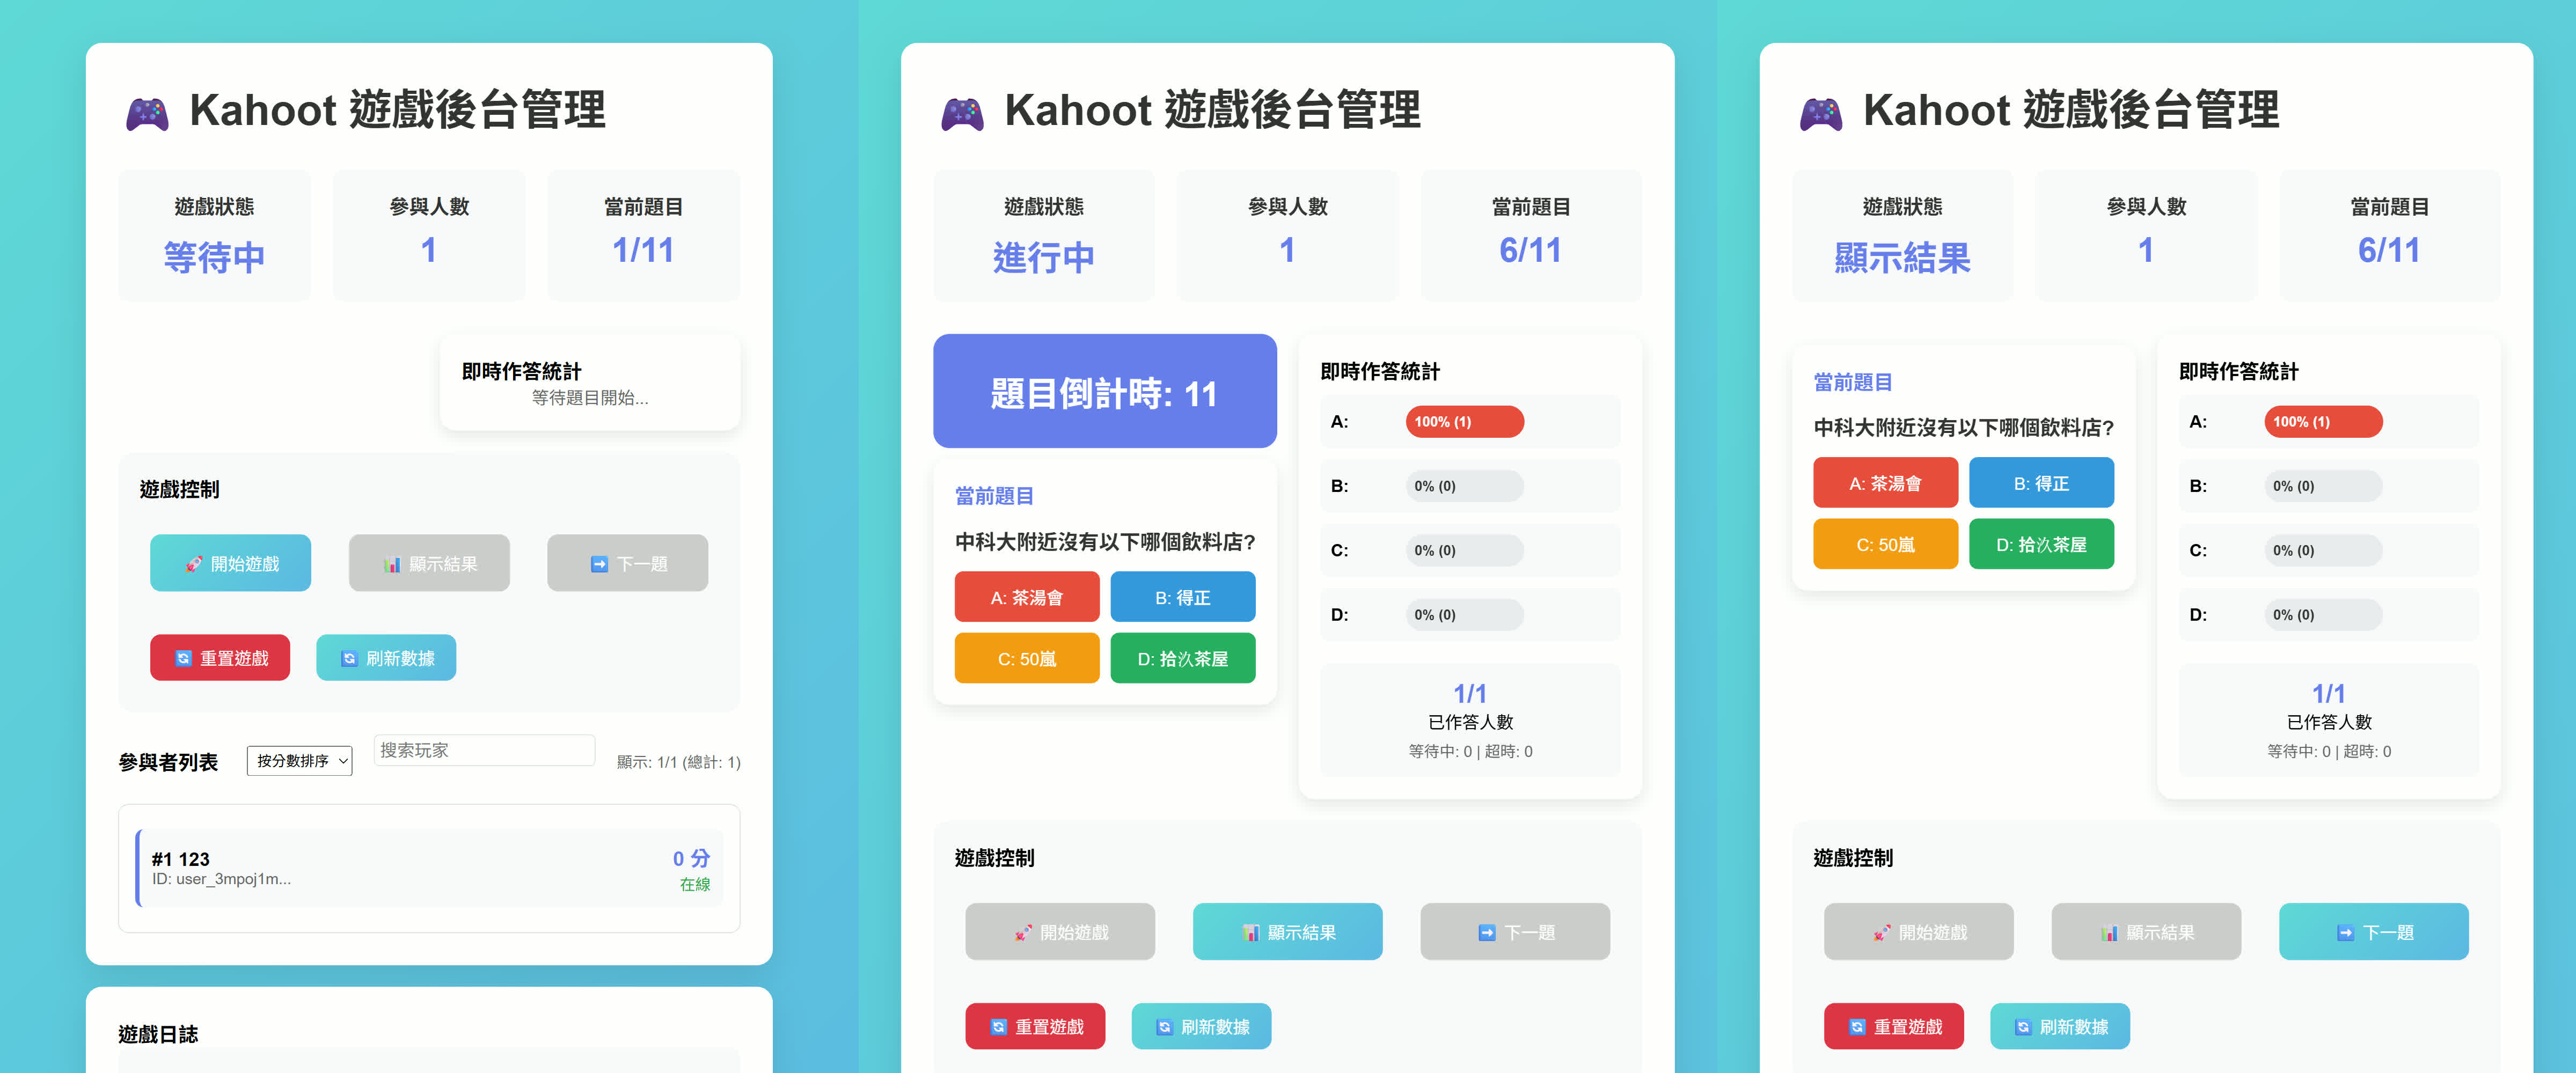 Kahoot 遊戲後台管理
遊戲狀態
等待中
參與人數
1
當前題目
1/11
即時作答統計
等待題目開始...
遊戲控制
開始遊戲
顯示結果
下一題
重置遊戲
刷新數據
參與者列表
按分數排序
搜索玩家
顯示: 1/1 (總計: 1)
#1 123
0 分
ID: user_3mpoj1m...
在線
遊戲日誌
Kahoot 遊戲後台管理
遊戲狀態
進行中
參與人數
1
當前題目
6/11
題目倒計時: 11
當前題目
中科大附近沒有以下哪個飲料店?
A: 茶湯會
B: 得正
C: 50嵐
D: 拾汣茶屋
即時作答統計
A: 100% (1)
B: 0% (0)
C: 0% (0)
D: 0% (0)
1/1
已作答人數
等待中: 0 | 超時: 0
遊戲控制
開始遊戲
顯示結果
下一題
重置遊戲
刷新數據
Kahoot 遊戲後台管理
遊戲狀態
顯示結果
參與人數
1
當前題目
6/11
當前題目
中科大附近沒有以下哪個飲料店?
A: 茶湯會
B: 得正
C: 50嵐
D: 拾汣茶屋
即時作答統計
A: 100% (1)
B: 0% (0)
C: 0% (0)
D: 0% (0)
1/1
已作答人數
等待中: 0 | 超時: 0
遊戲控制
開始遊戲
顯示結果
下一題
重置遊戲
刷新數據